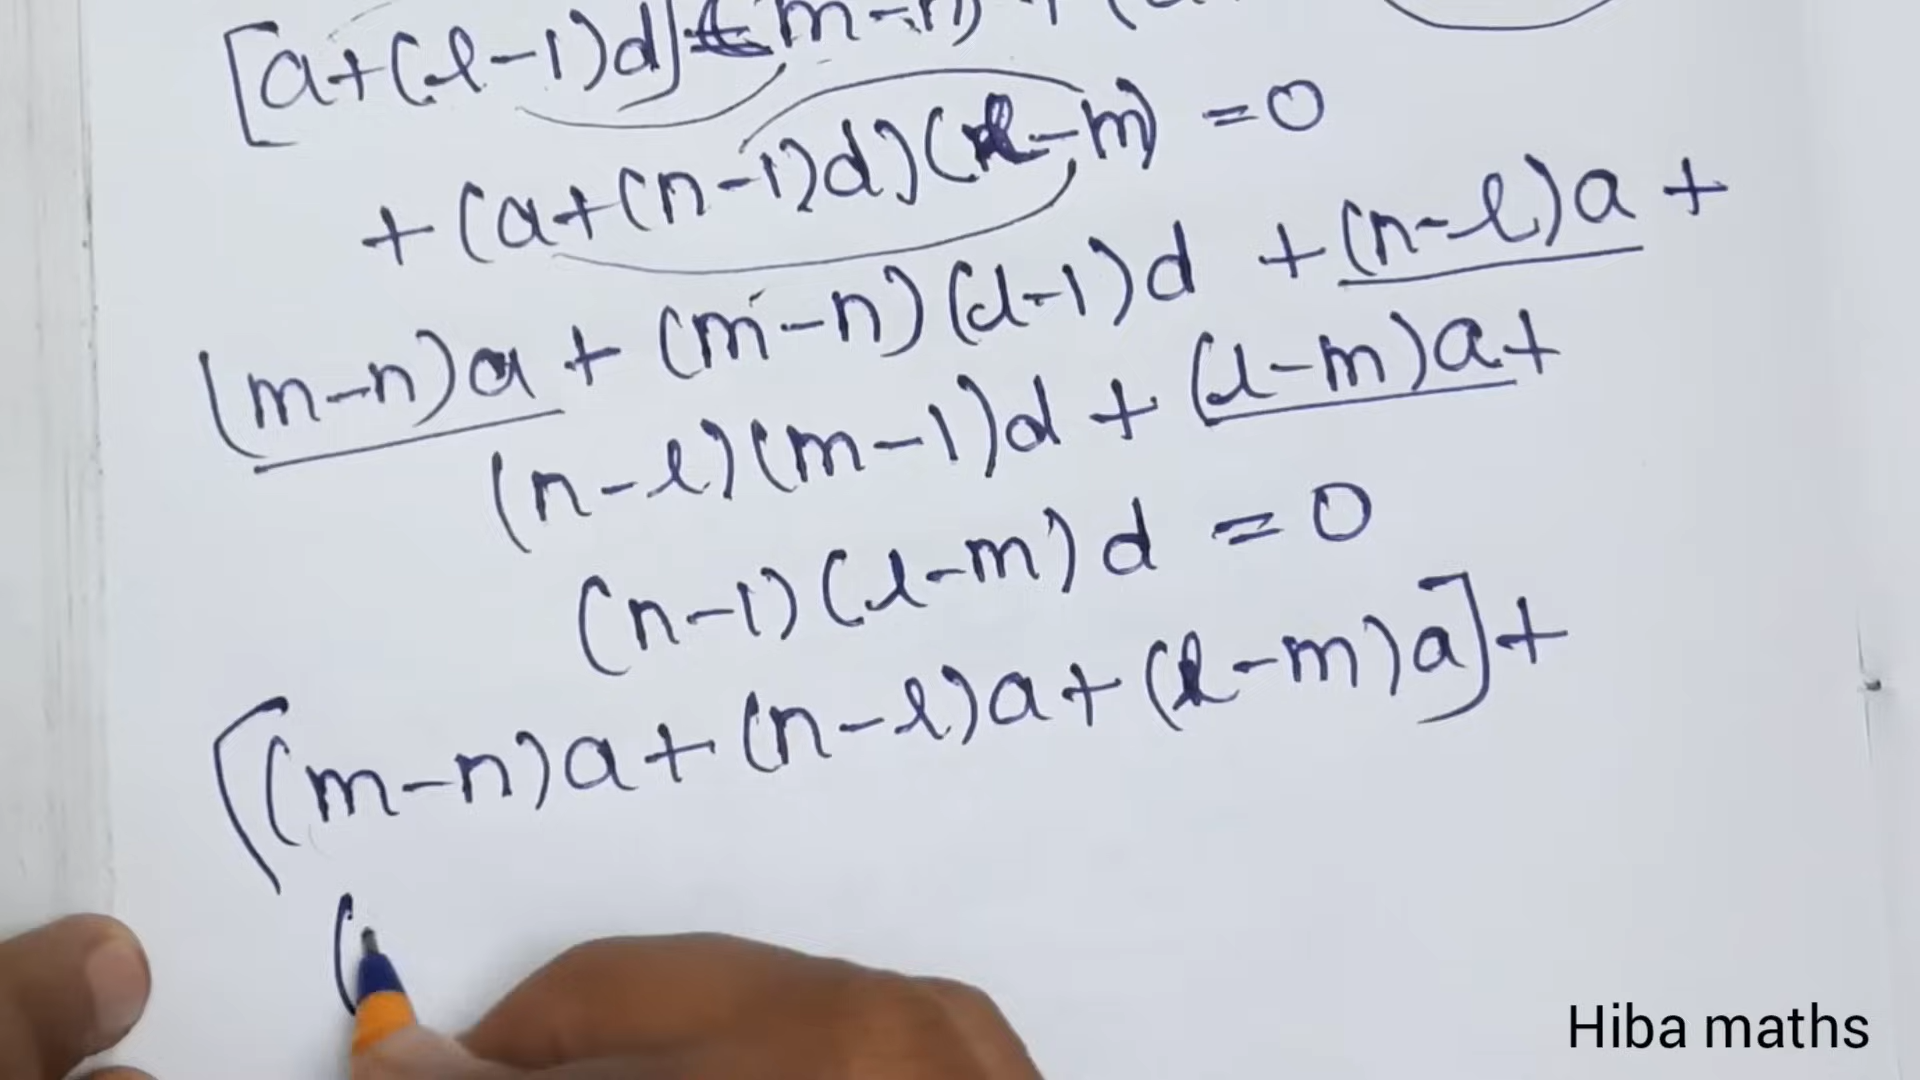 [a+(l-1)d] (m-n) + (
+ (a+(n-1)d) (l-m) = 0
(m-n)a + (m-n) (l-1)d + (n-l)a +
(n-l) (m-1)d + (l-m)a +
(n-1) (l-m) d = 0
[(m-n)a + (n-l)a + (l-m)a] +
(
Hiba maths